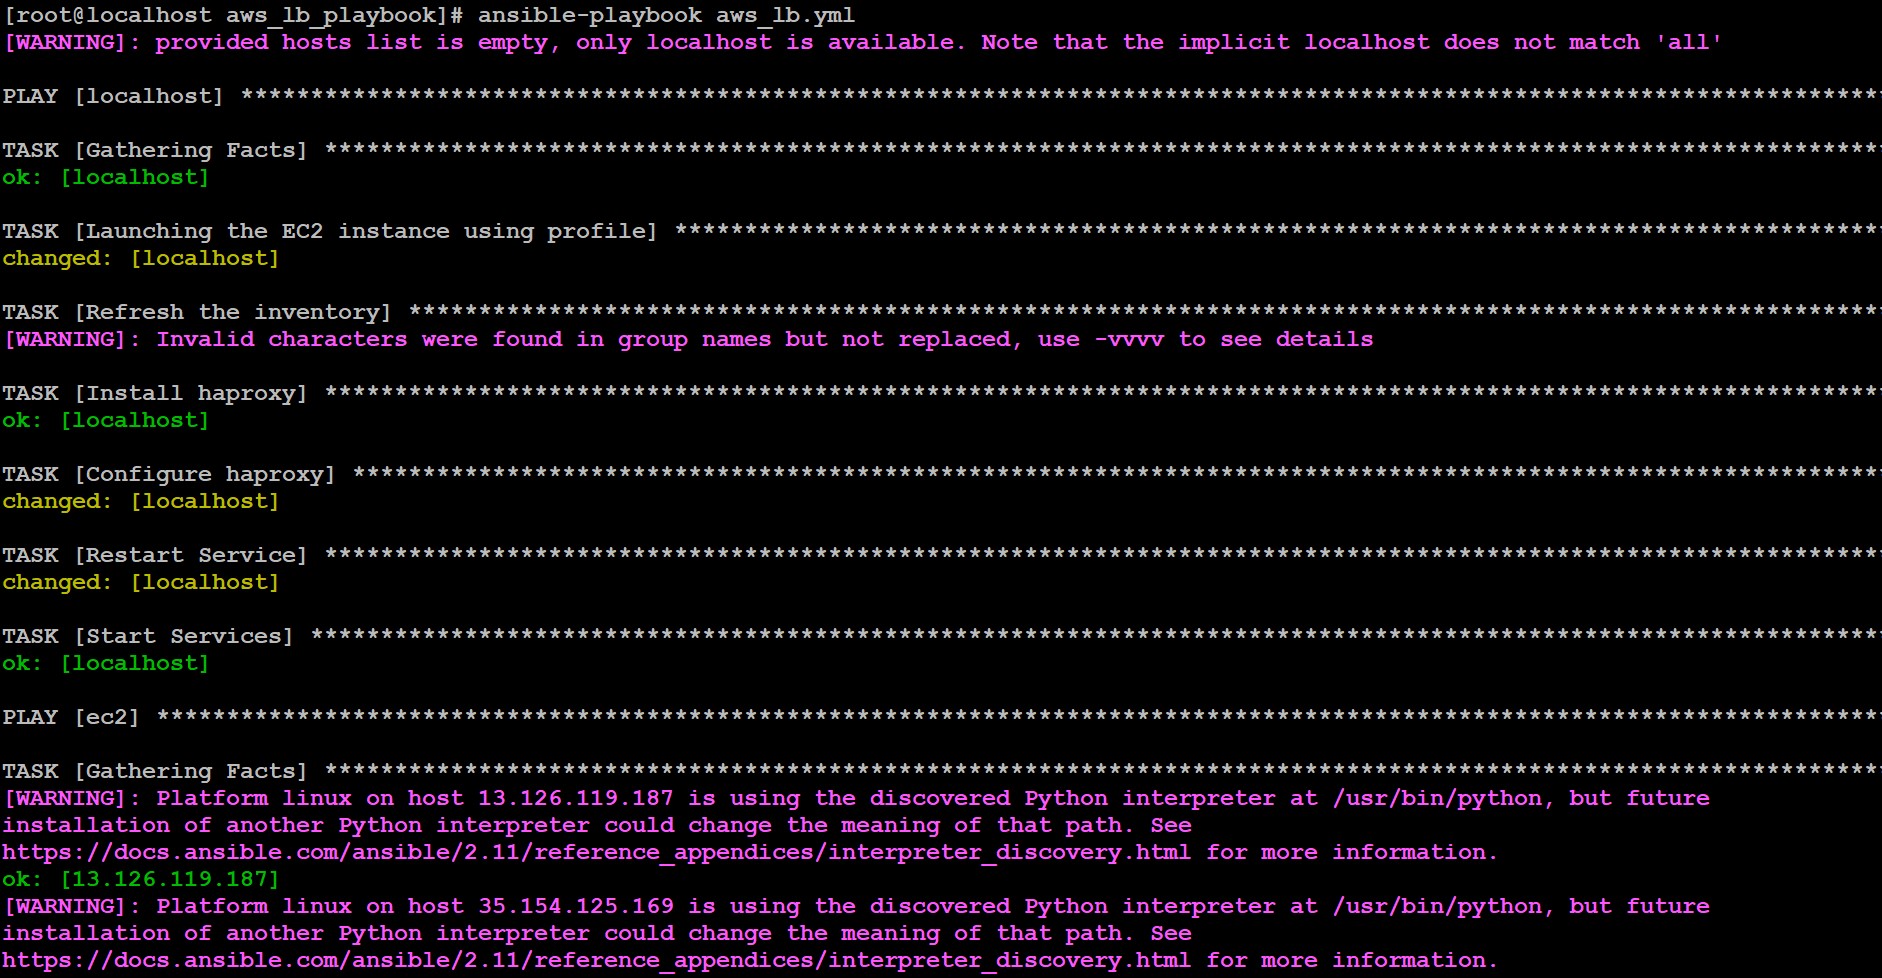 [root@localhost aws_lb_playbook]# ansible-playbook aws_lb.yml
[WARNING]: provided hosts list is empty, only localhost is available. Note that the implicit localhost does not match 'all'
PLAY [localhost] *********************************************************************************************************************
TASK [Gathering Facts] ***************************************************************************************************************
ok: [localhost]
TASK [Launching the EC2 instance using profile] **************************************************************************************
changed: [localhost]
TASK [Refresh the inventory] *********************************************************************************************************
[WARNING]: Invalid characters were found in group names but not replaced, use -vvvv to see details
TASK [Install haproxy] ***************************************************************************************************************
ok: [localhost]
TASK [Configure haproxy] *************************************************************************************************************
changed: [localhost]
TASK [Restart Service] ***************************************************************************************************************
changed: [localhost]
TASK [Start Services] ****************************************************************************************************************
ok: [localhost]
PLAY [ec2] ***************************************************************************************************************************
TASK [Gathering Facts] ***************************************************************************************************************
[WARNING]: Platform linux on host 13.126.119.187 is using the discovered Python interpreter at /usr/bin/python, but future
installation of another Python interpreter could change the meaning of that path. See
https://docs.ansible.com/ansible/2.11/reference_appendices/interpreter_discovery.html for more information.
ok: [13.126.119.187]
[WARNING]: Platform linux on host 35.154.125.169 is using the discovered Python interpreter at /usr/bin/python, but future
installation of another Python interpreter could change the meaning of that path. See
https://docs.ansible.com/ansible/2.11/reference_appendices/interpreter_discovery.html for more information.